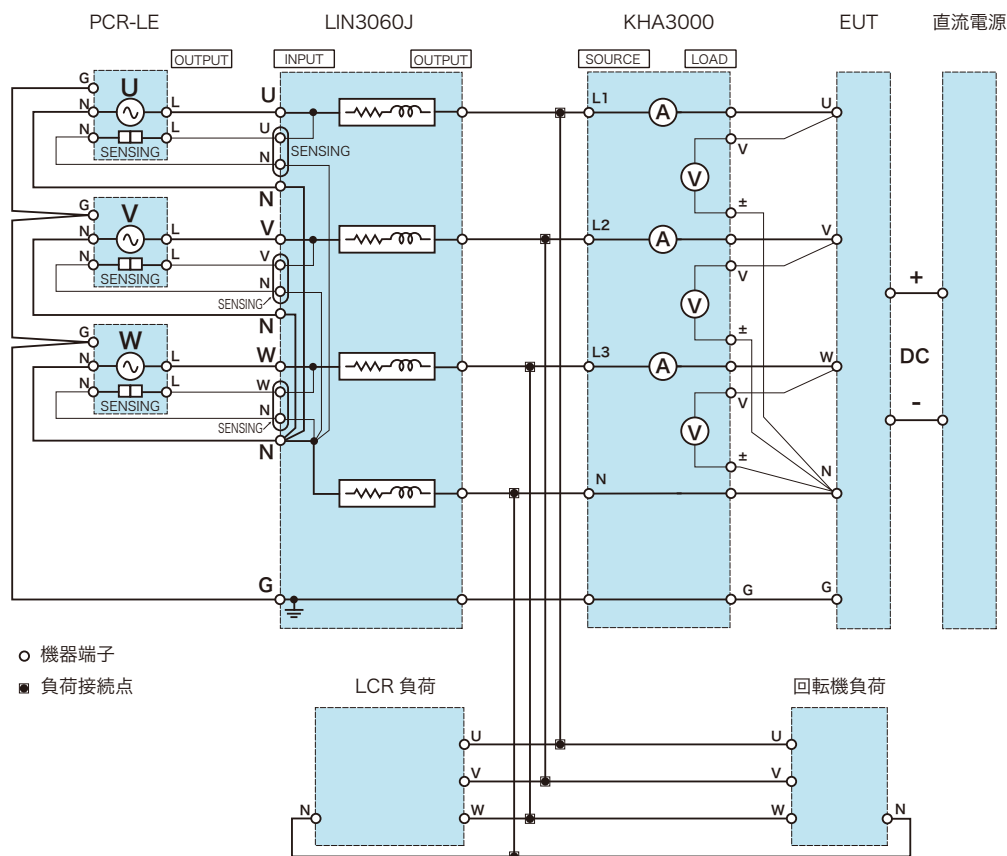 PCR-LE LIN3060J KHA3000 EUT 直流電源
OUTPUT INPUT OUTPUT SOURCE LOAD
G
U
N L U L1 A U
N L U V
SENSING SENSING
N V
N ±
G
V
N L V L2 A V
N L V V
SENSING N V
SENSING +
N ±
G
W DC
N L W L3 A W
N L W V -
SENSING N V
SENSING
N ±
N N
G G G
機器端子
負荷接続点
LCR 負荷 回転機負荷
U U
V V
N W W N